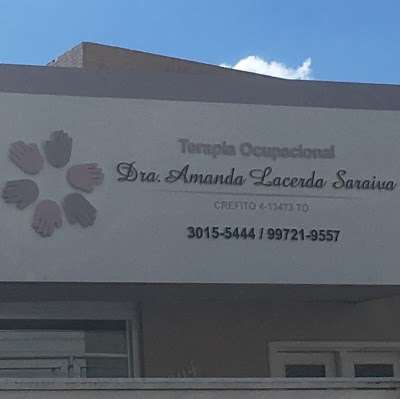 Terapia Ocupacional
Dra. Amanda Lacerda Saraiva
CREFITO 4-13473 TO
3015-5444 / 99721-9557